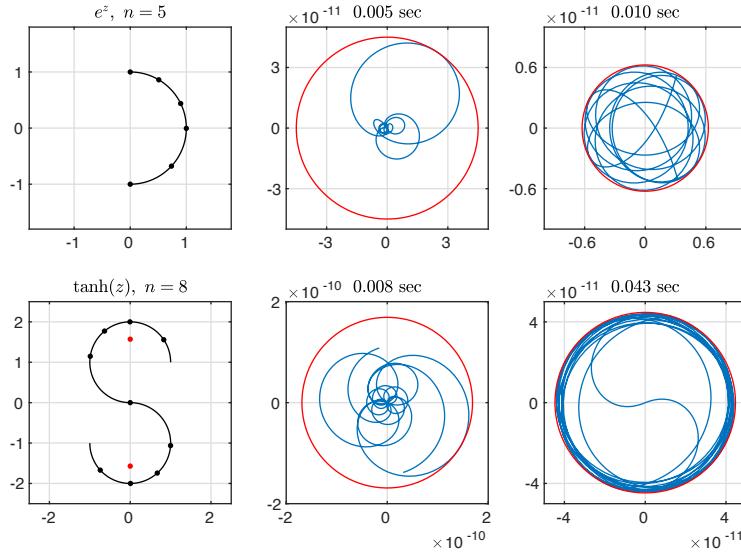 e^z, n = 5
1
0
-1
-1 0 1
×10^-11 0.005 sec
3
0
-3
-3 0 3
×10^-11 0.010 sec
0.6
0
-0.6
-0.6 0 0.6
tanh(z), n = 8
2
1
0
-1
-2
-2 0 2
×10^-10 0.008 sec
2
0
-2
-2 0 2
×10^-10
×10^-11 0.043 sec
4
0
-4
-4 0 4
×10^-11